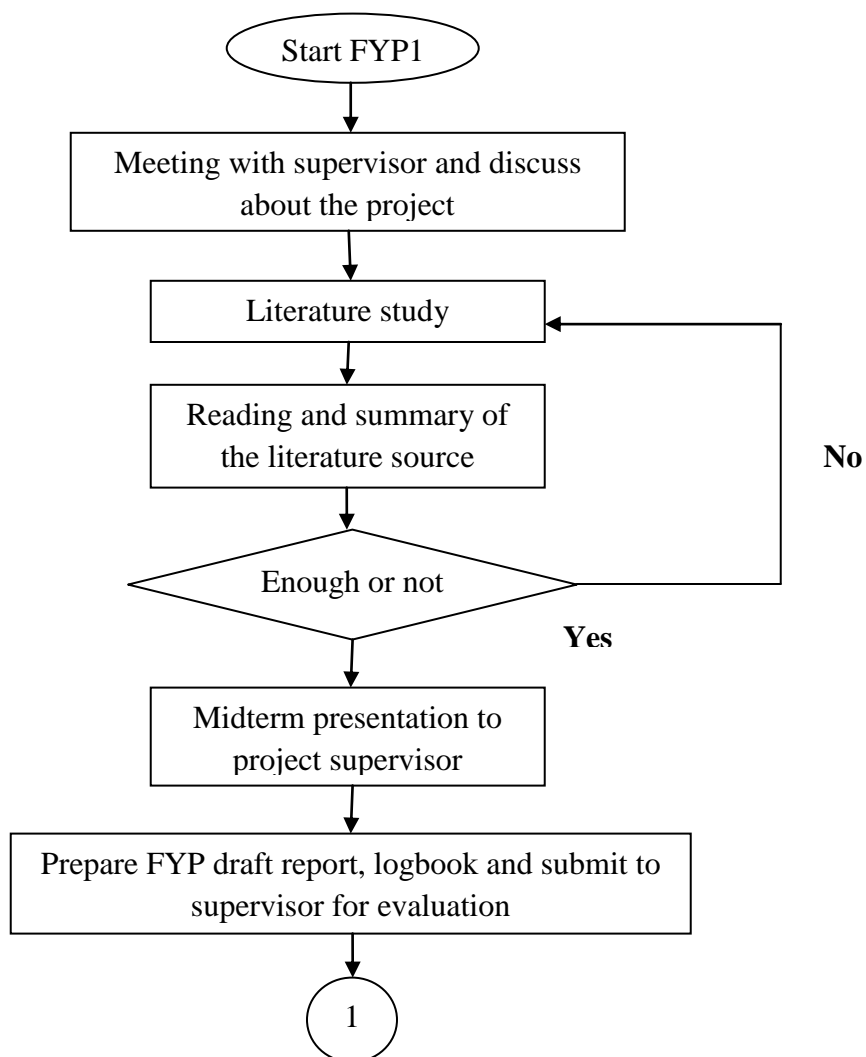 Start FYP1
Meeting with supervisor and discuss
about the project
Literature study
Reading and summary of
the literature source
No
Enough or not
Yes
Midterm presentation to
project supervisor
Prepare FYP draft report, logbook and submit to
supervisor for evaluation
1